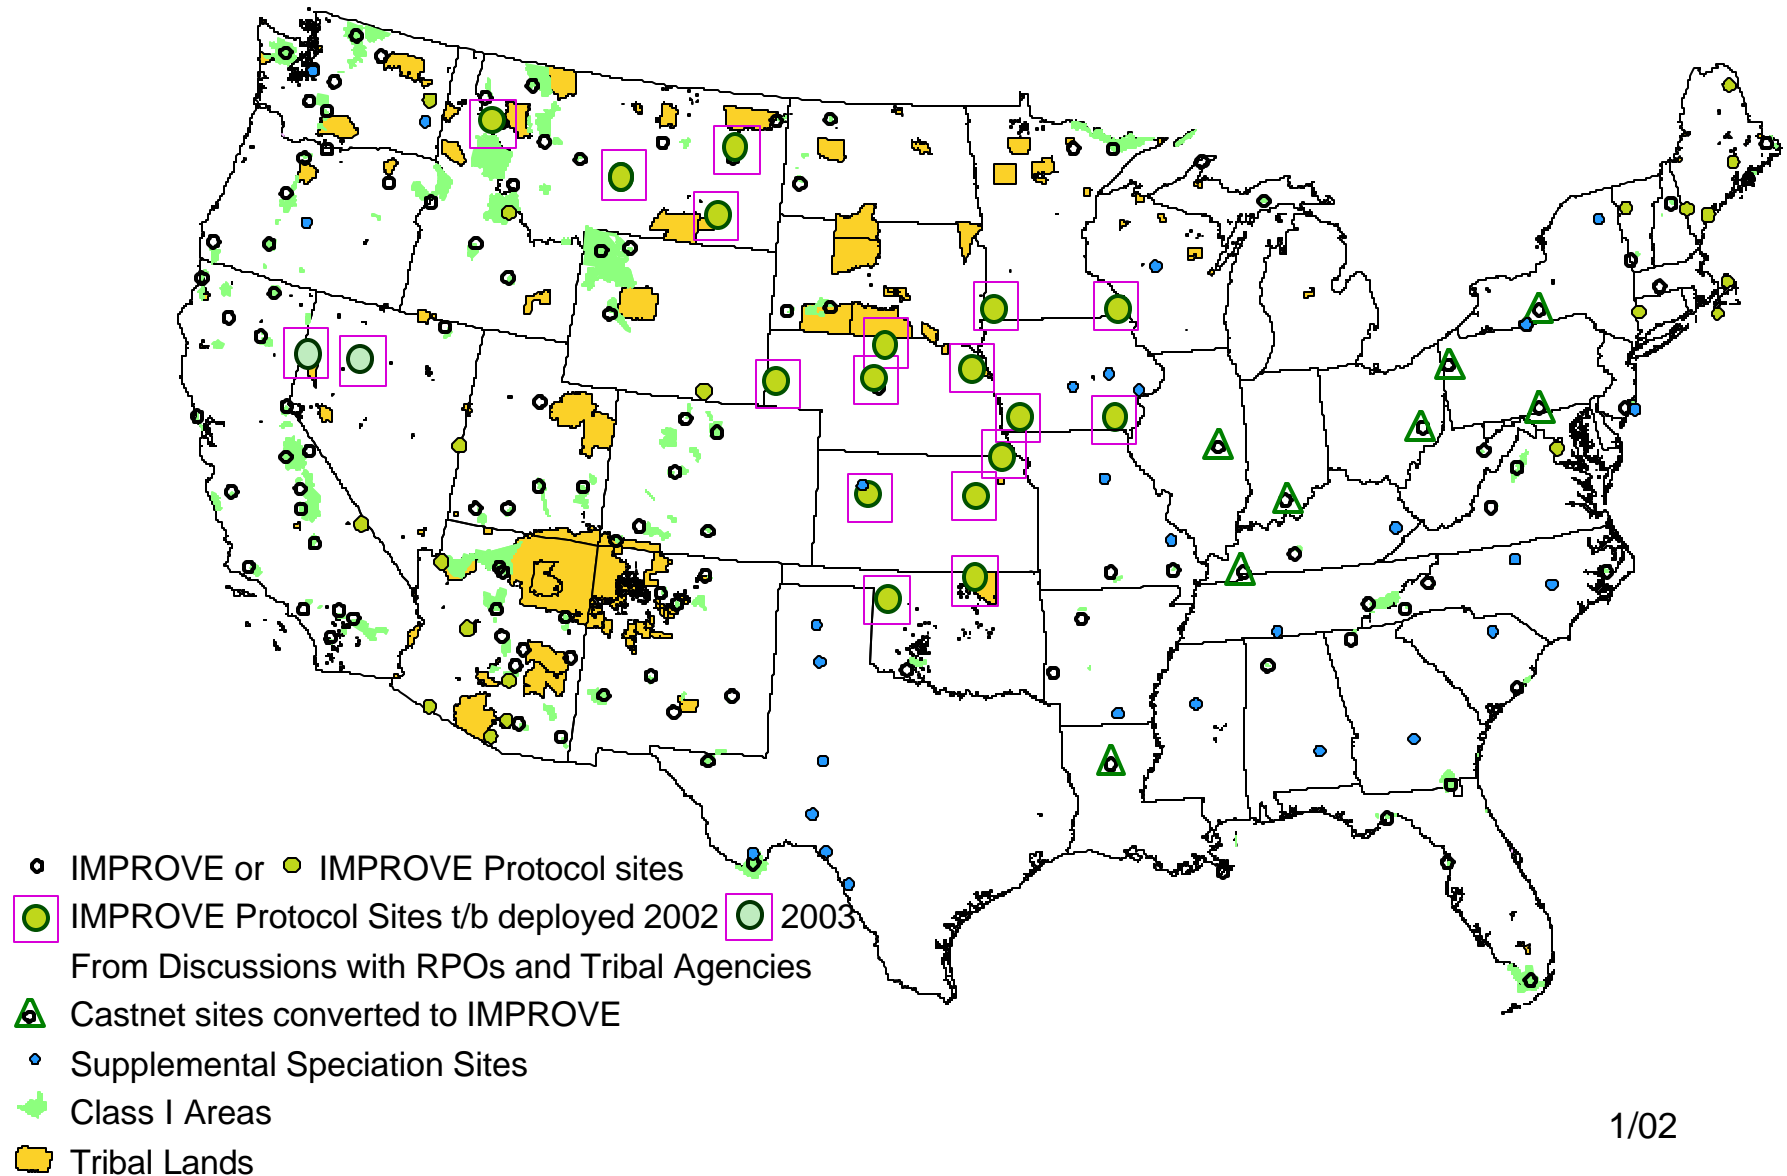 IMPROVE or IMPROVE Protocol sites
IMPROVE Protocol Sites t/b deployed 2002 2003
From Discussions with RPOs and Tribal Agencies
Castnet sites converted to IMPROVE
Supplemental Speciation Sites
Class I Areas
1/02
Tribal Lands